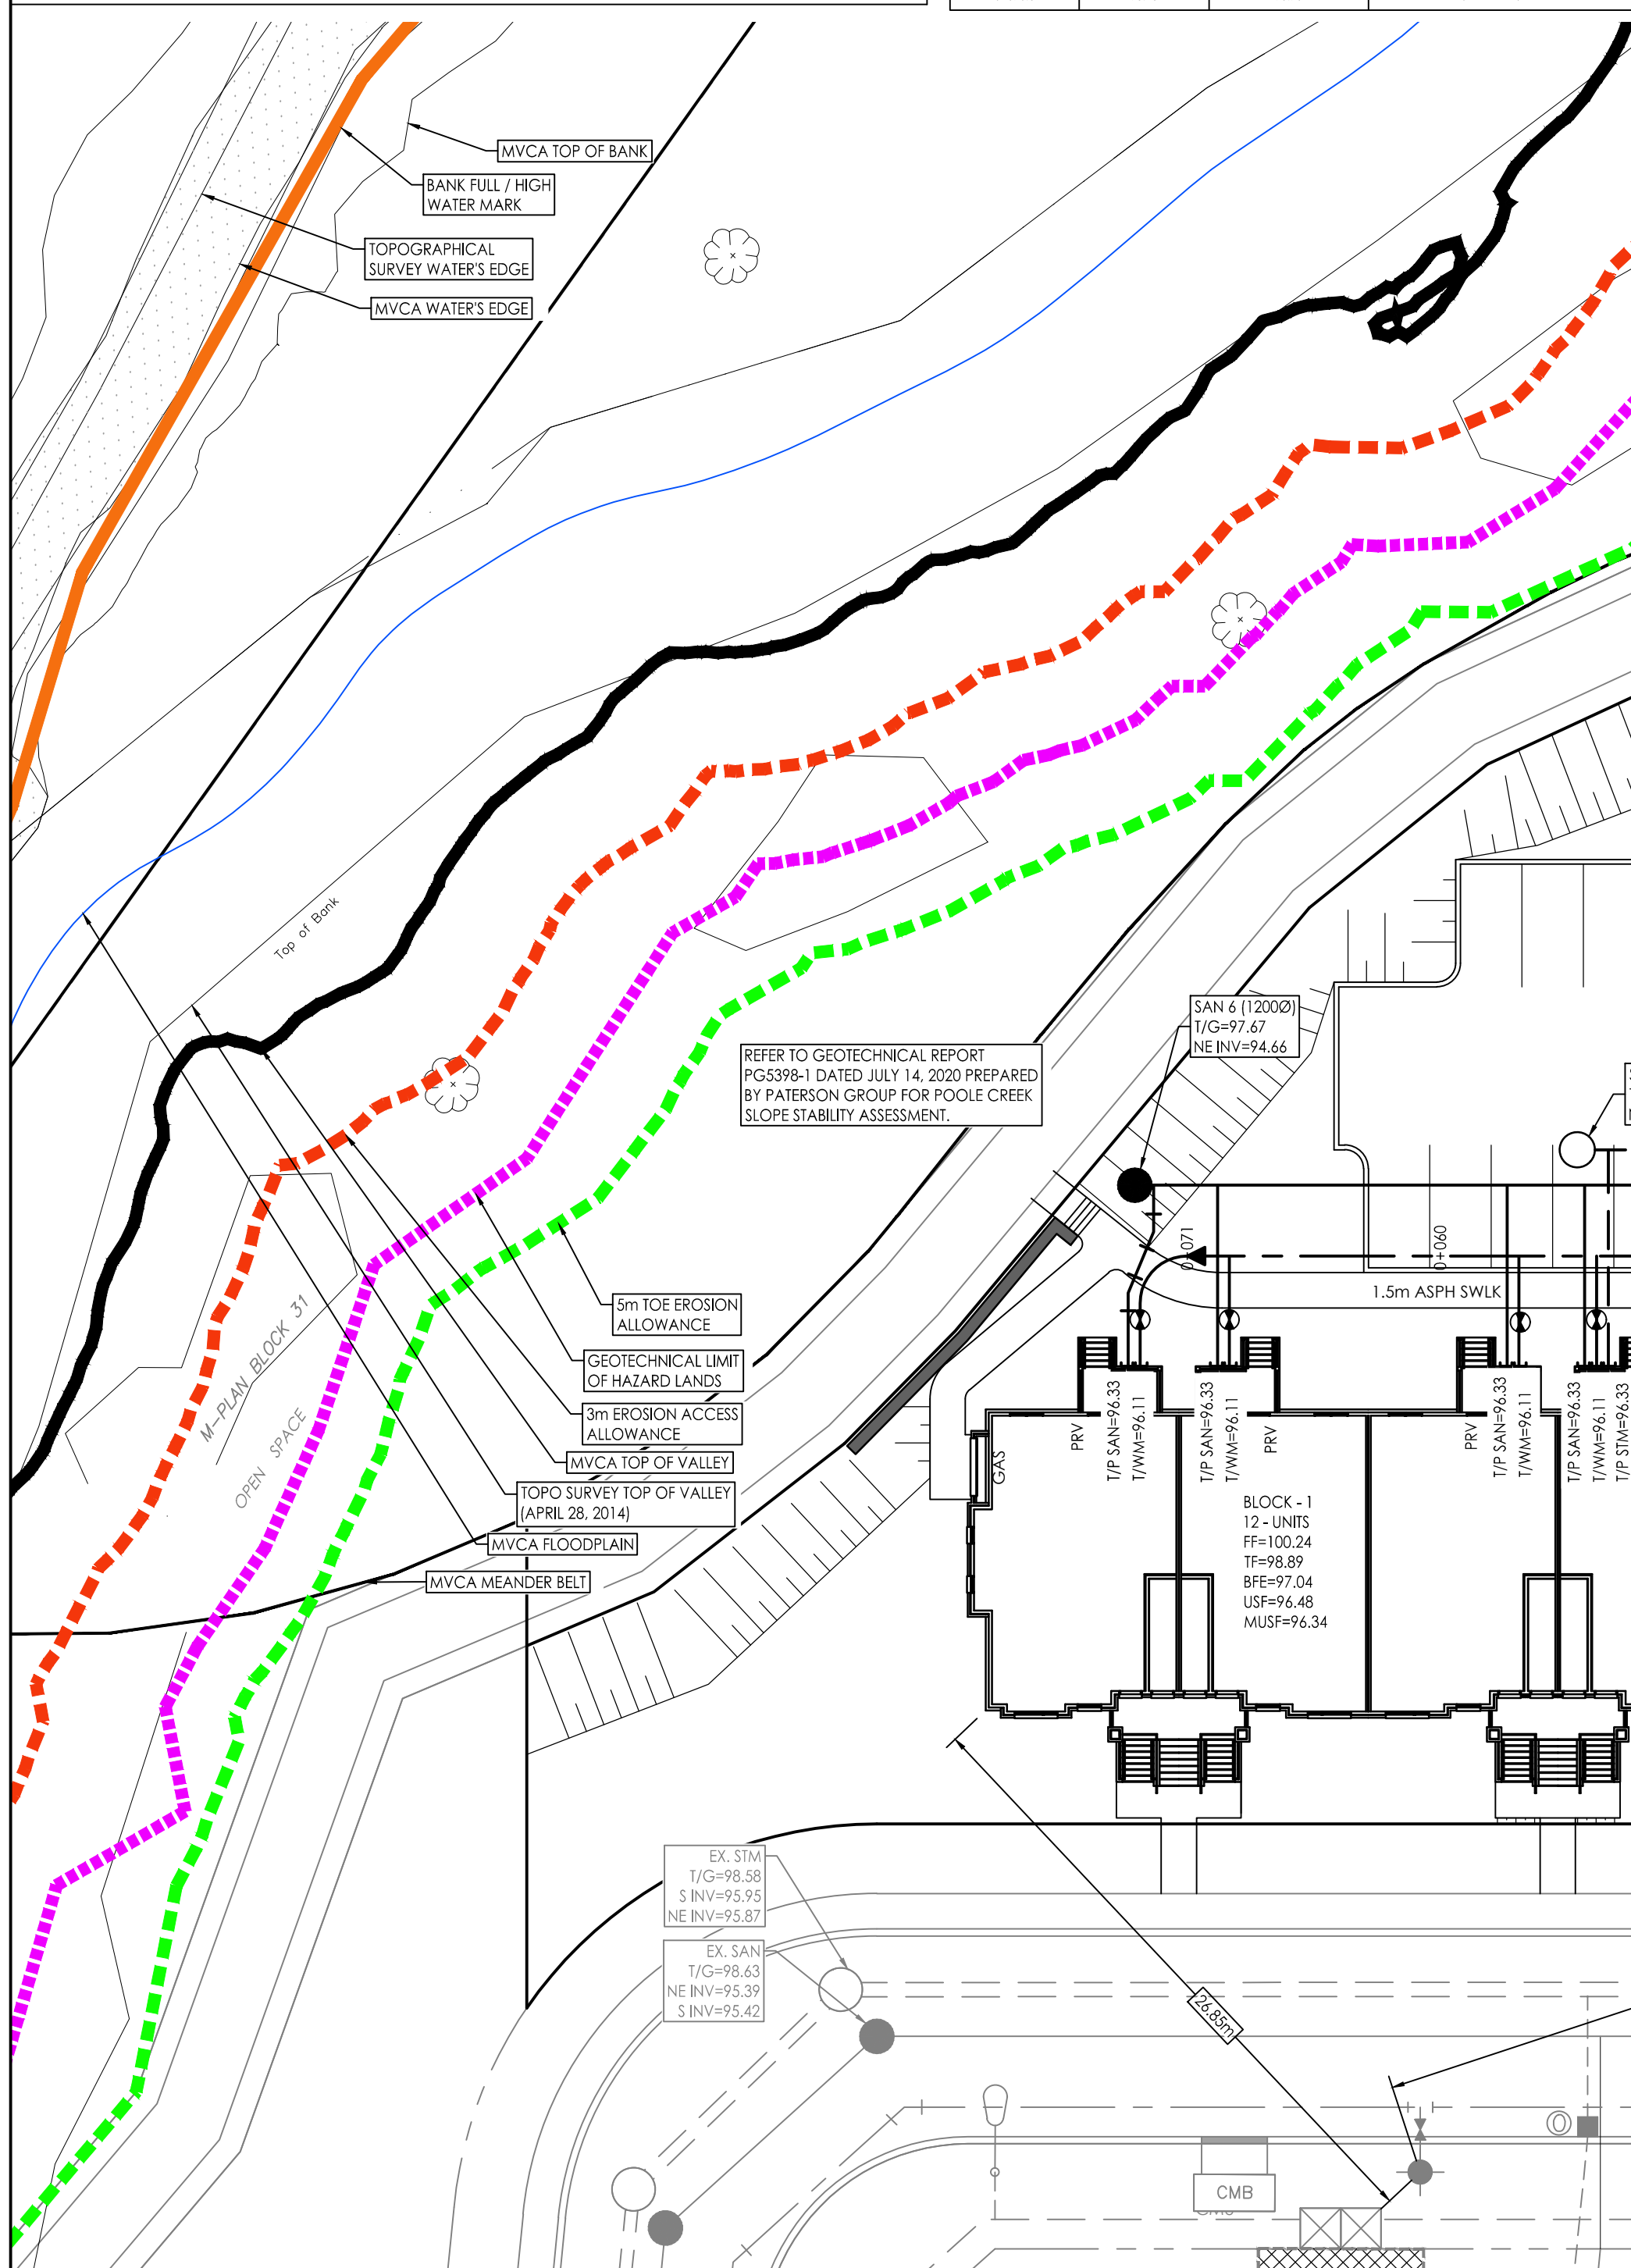 MVCA TOP OF BANK
BANK FULL / HIGH
WATER MARK
TOPOGRAPHICAL
SURVEY WATER'S EDGE
MVCA WATER'S EDGE
Top of Bank
SAN 6 (1200Ø)
T/G=97.67
NE INV=94.66
REFER TO GEOTECHNICAL REPORT
PG5398-1 DATED JULY 14, 2020 PREPARED
BY PATERSON GROUP FOR POOLE CREEK
SLOPE STABILITY ASSESSMENT.
0+071
0+060
1.5m ASPH SWLK
5m TOE EROSION
ALLOWANCE
GEOTECHNICAL LIMIT
OF HAZARD LANDS
3m EROSION ACCESS
ALLOWANCE
MVCA TOP OF VALLEY
TOPO SURVEY TOP OF VALLEY
(APRIL 28, 2014)
MVCA FLOODPLAIN
MVCA MEANDER BELT
M-PLAN BLOCK 31
OPEN SPACE
GAS
PRV
T/P SAN=96.33
T/WM=96.11
T/P SAN=96.33
T/WM=96.11
PRV
PRV
T/P SAN=96.33
T/WM=96.11
T/P SAN=96.33
T/WM=96.11
T/P STM=96.33
BLOCK - 1
12 - UNITS
FF=100.24
TF=98.89
BFE=97.04
USF=96.48
MUSF=96.34
EX. STM
T/G=98.58
S INV=95.95
NE INV=95.87
EX. SAN
T/G=98.63
NE INV=95.39
S INV=95.42
26.85m
CMB